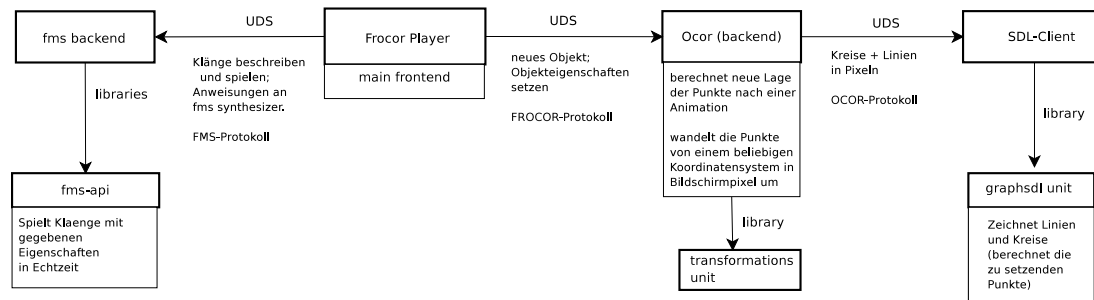 UDS
UDS
UDS
fms backend
Frocor Player
main frontend
Ocor (backend)
SDL-Client
Klänge beschreiben
und spielen;
Anweisungen an
fms synthesizer.
FMS-Protokoll
neues Objekt;
Objekteigenschaften
setzen
FROCOR-Protokoll
berechnet neue Lage
der Punkte nach einer
Animation
wandelt die Punkte
von einem beliebigen
Koordinatensystem in
Bildschirmpixel um
Kreise + Linien
in Pixeln
OCOR-Protokoll
libraries
library
library
fms-api
Spielt Klaenge mit
gegebenen
Eigenschaften
in Echtzeit
transformations
unit
graphsdl unit
Zeichnet Linien
und Kreise
(berechnet die
zu setzenden
Punkte)